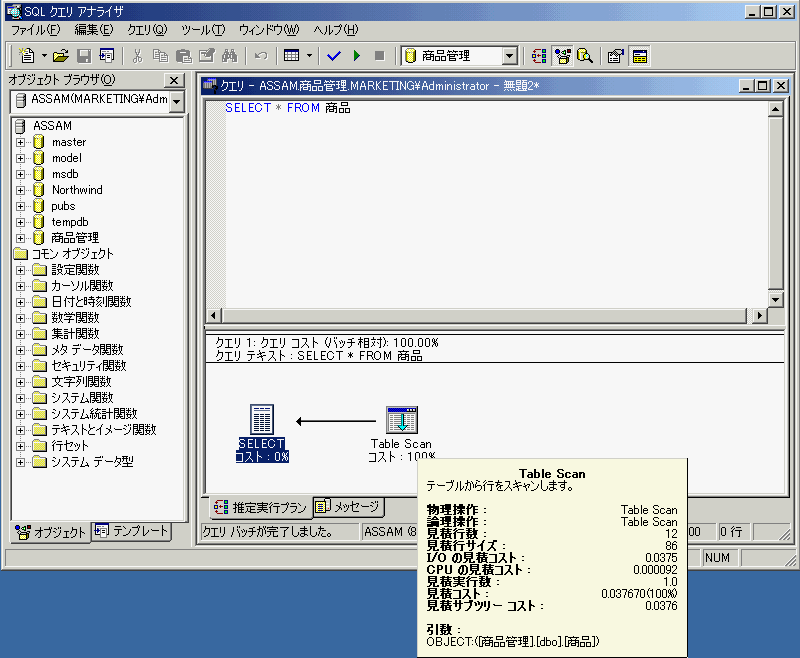 SQL クエリ アナライザ
ファイル(F) 編集(E) クエリ(Q) ツール(T) ウィンドウ(W) ヘルプ(H)
商品管理
オブジェクト ブラウザ(O)
ASSAM(MARKETING¥Adm
ASSAM
master
model
msdb
Northwind
pubs
tempdb
商品管理
コモン オブジェクト
設定関数
カーソル関数
日付と時刻関数
数学関数
集計関数
メタ データ関数
セキュリティ関数
文字列関数
システム関数
システム統計関数
テキストとイメージ関数
行セット
システム データ型
オブジェクト テンプレート
クエリ - ASSAM.商品管理.MARKETING¥Administrator - 無題2*
SELECT * FROM 商品
クエリ 1: クエリ コスト (バッチ相対): 100.00%
クエリ テキスト : SELECT * FROM 商品
SELECT
コスト : 0%
Table Scan
コスト : 100%
推定実行プラン メッセージ
クエリ バッチが完了しました。 ASSAM (8 00 0 行
NUM
Table Scan
テーブルから行をスキャンします。
物理操作 : Table Scan
論理操作 : Table Scan
見積行数 : 12
見積行サイズ : 86
I/O の見積コスト : 0.0375
CPU の見積コスト : 0.000092
見積実行数 : 1.0
見積コスト : 0.037670(100%)
見積サブツリー コスト : 0.0376
引数 :
OBJECT:([商品管理].[dbo].[商品])